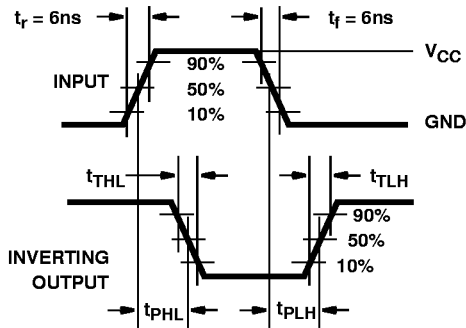 tr = 6ns
tf = 6ns
VCC
INPUT
90%
50%
10%
GND
tTHL
tTLH
90%
50%
10%
INVERTING
OUTPUT
tPHL
tPLH